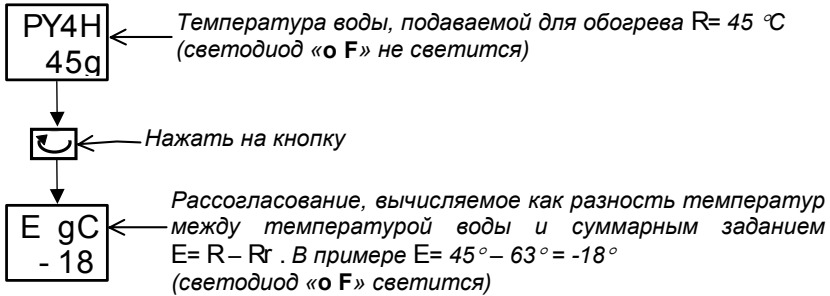 PY4H
45g
Температура воды, подаваемой для обогрева R= 45 °C
(светодиод «o F» не светится)
Нажать на кнопку
E gC
- 18
Рассогласование, вычисляемое как разность температур
между температурой воды и суммарным заданием
E= R – Rr . В примере E= 45° – 63° = -18°
(светодиод «o F» светится)